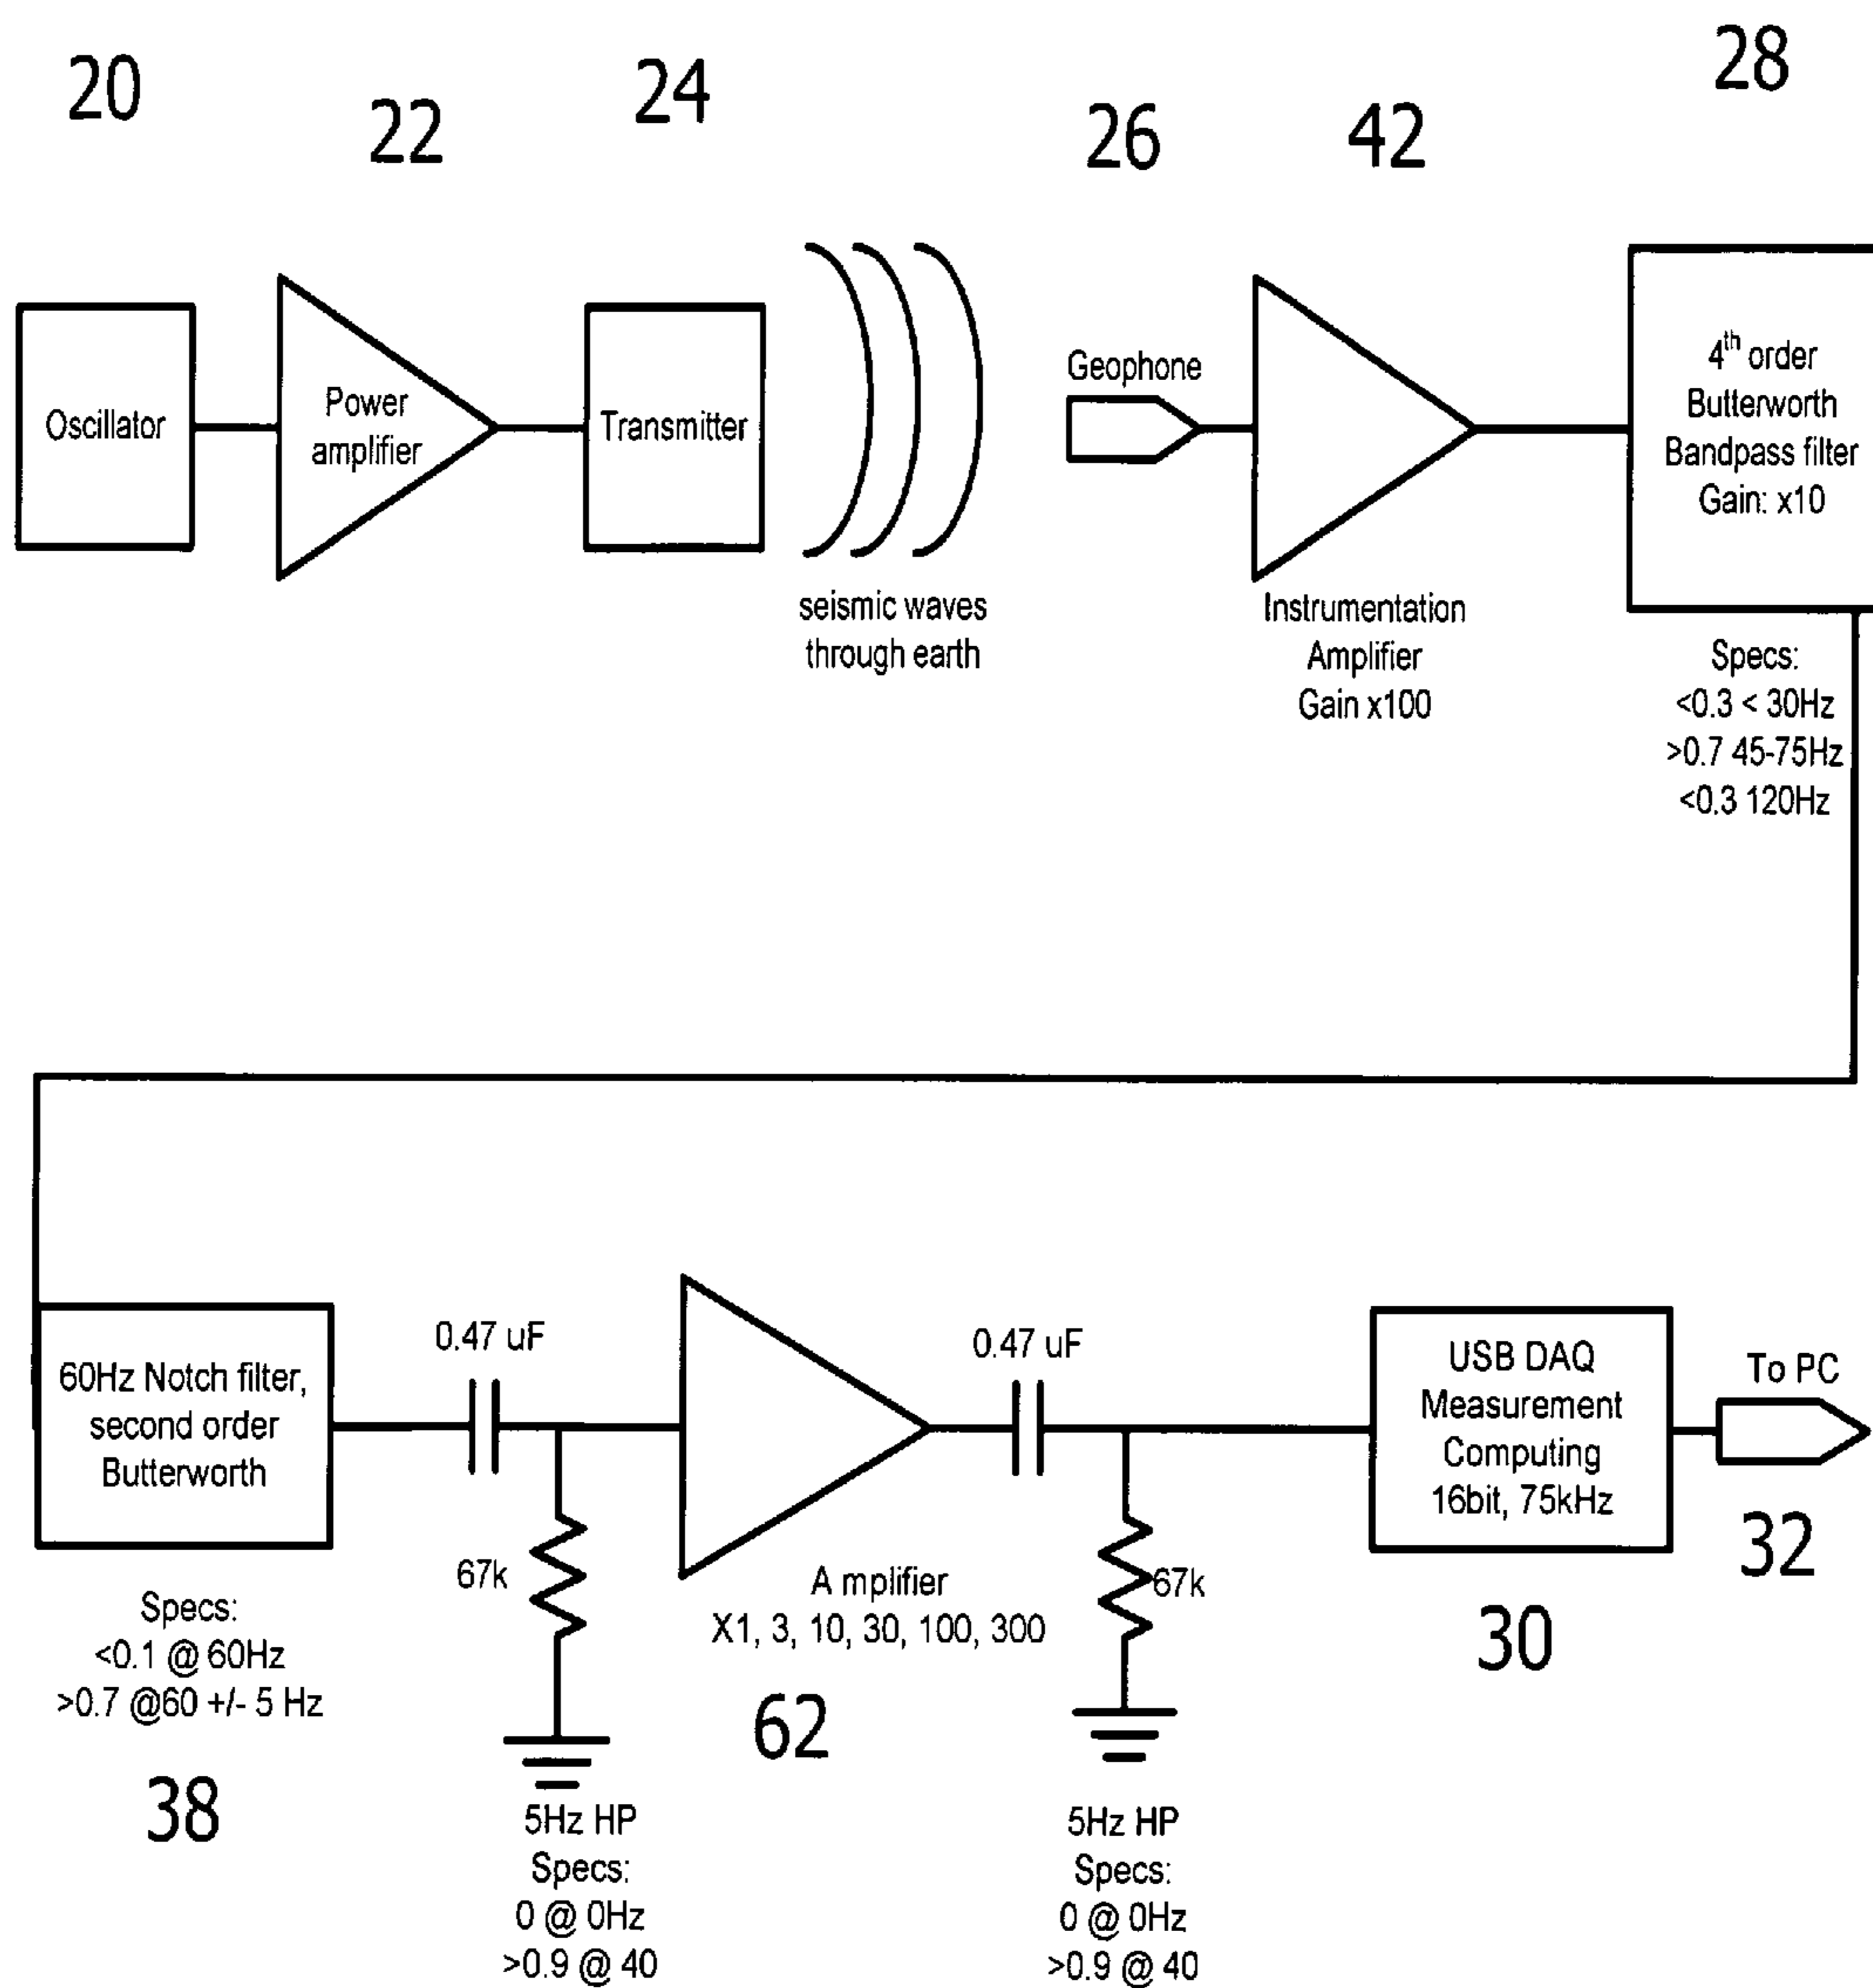 20
22
24
26
42
28
Oscillator
Power
amplifier
Transmitter
seismic waves
through earth
Geophone
Instrumentation
Amplifier
Gain x100
4th order
Butterworth
Bandpass filter
Gain: x10
Specs:
<0.3 < 30Hz
>0.7 45-75Hz
<0.3 120Hz
60Hz Notch filter,
second order
Butterworth
Specs:
<0.1 @ 60Hz
>0.7 @60 +/- 5 Hz
38
0.47 uF
67k
5Hz HP
Specs:
0 @ 0Hz
>0.9 @ 40
A mplifier
X1, 3, 10, 30, 100, 300
62
0.47 uF
67k
5Hz HP
Specs:
0 @ 0Hz
>0.9 @ 40
USB DAQ
Measurement
Computing
16bit, 75kHz
30
To PC
32